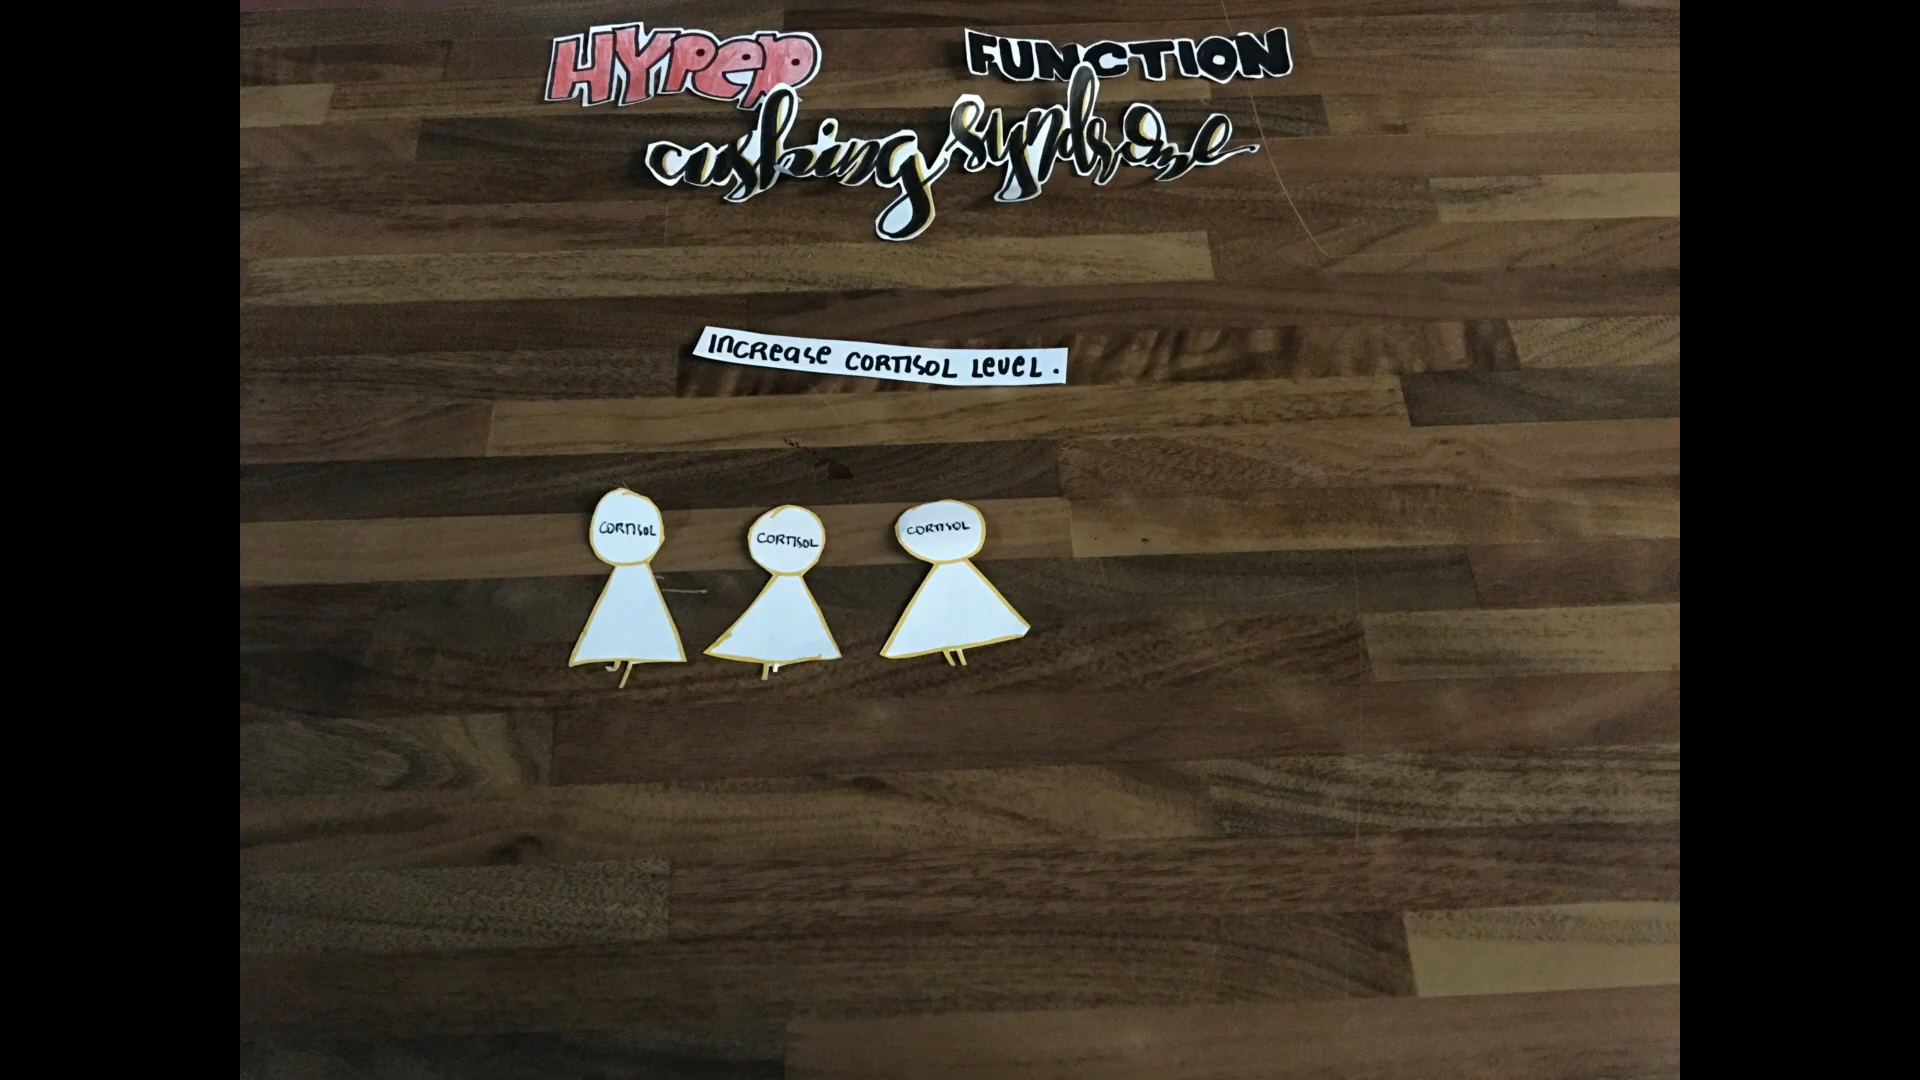 HYPER FUNCTION
cushing syndrome
INCREASE CORTISOL LEVEL.
CORTISOL CORTISOL CORTISOL